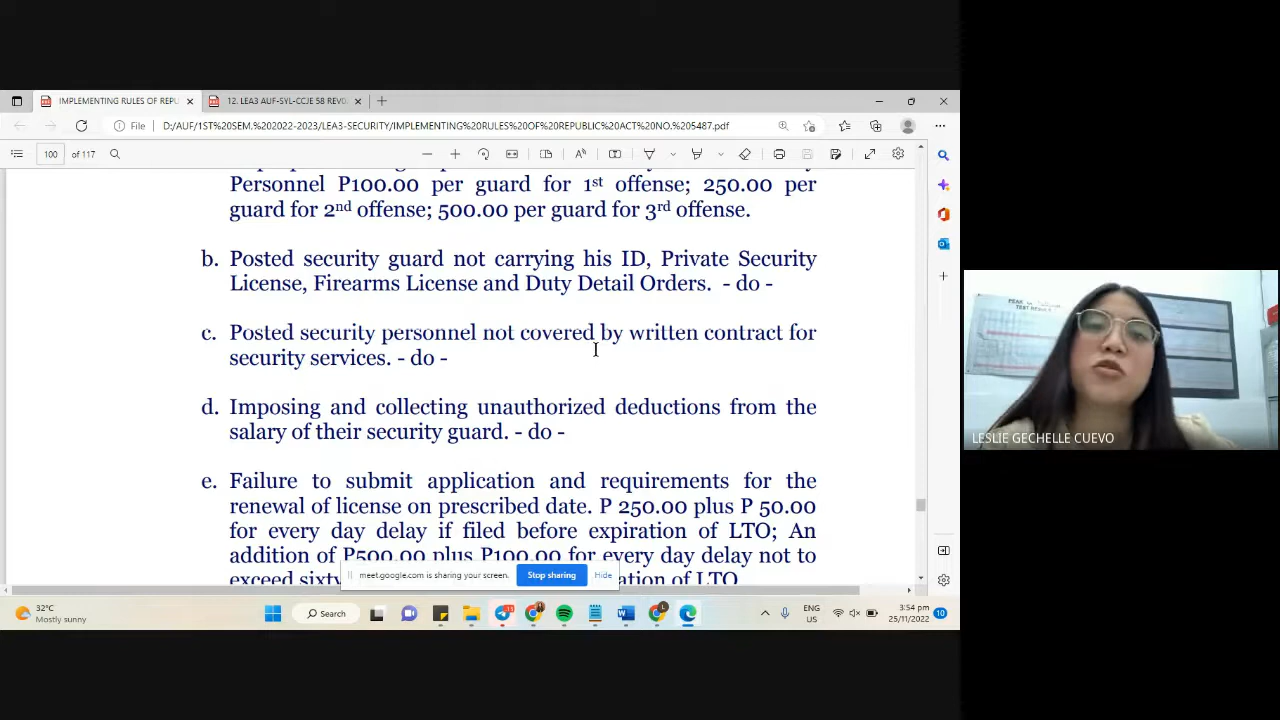 IMPLEMENTING RULES OF REPU
12. LEA3 AUF-SYL-CCJE 58 REV0
File
D:/AUF/1ST%20SEM.%202022-2023/LEA3-SECURITY/IMPLEMENTING%20RULES%20OF%20REPUBLIC%20ACT%20NO.%205487.pdf
100 of 117
Personnel P100.00 per guard for 1st offense; 250.00 per
guard for 2nd offense; 500.00 per guard for 3rd offense.
b. Posted security guard not carrying his ID, Private Security
License, Firearms License and Duty Detail Orders. - do -
c. Posted security personnel not covered by written contract for
security services. - do -
d. Imposing and collecting unauthorized deductions from the
salary of their security guard. - do -
e. Failure to submit application and requirements for the
renewal of license on prescribed date. P 250.00 plus P 50.00
for every day delay if filed before expiration of LTO; An
addition of P500.00 plus P100.00 for every day delay not to
exceed sixty
ation of LTO
meet.google.com is sharing your screen.
Stop sharing
Hide
32°C
Mostly sunny
Search
ENG
US
3:54 pm
25/11/2022
10
LESLIE GECHELLE CUEVO